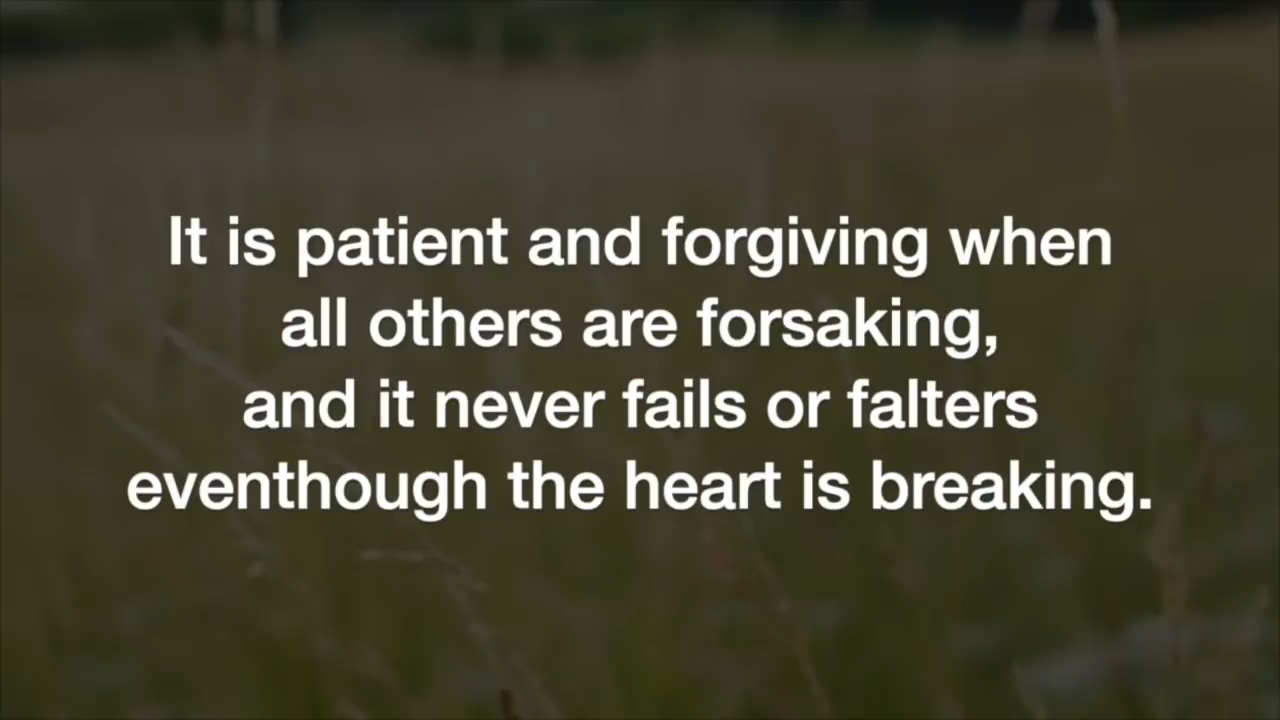 It is patient and forgiving when
all others are forsaking,
and it never fails or falters
eventhough the heart is breaking.